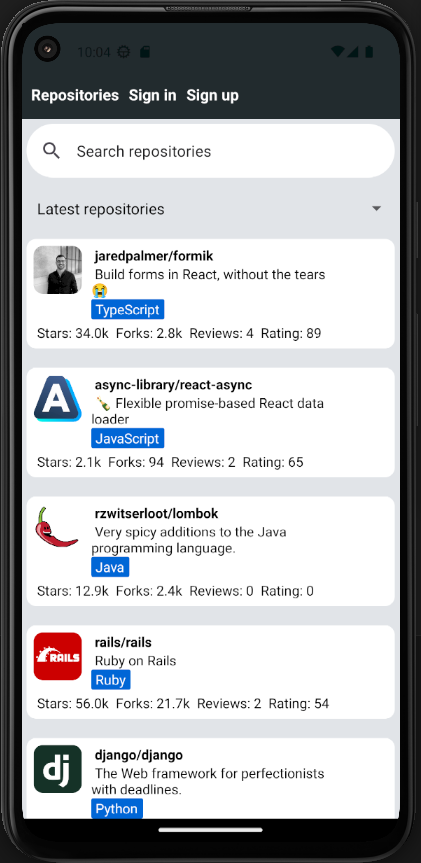 10:04
Repositories Sign in Sign up
Search repositories
Latest repositories
jaredpalmer/formik
Build forms in React, without the tears
😭
TypeScript
Stars: 34.0k Forks: 2.8k Reviews: 4 Rating: 89
A
async-library/react-async
🍾 Flexible promise-based React data
loader
JavaScript
Stars: 2.1k Forks: 94 Reviews: 2 Rating: 65
rzwitserloot/lombok
Very spicy additions to the Java
programming language.
Java
Stars: 12.9k Forks: 2.4k Reviews: 0 Rating: 0
RAILS
rails/rails
Ruby on Rails
Ruby
Stars: 56.0k Forks: 21.7k Reviews: 2 Rating: 54
dj
django/django
The Web framework for perfectionists
with deadlines.
Python